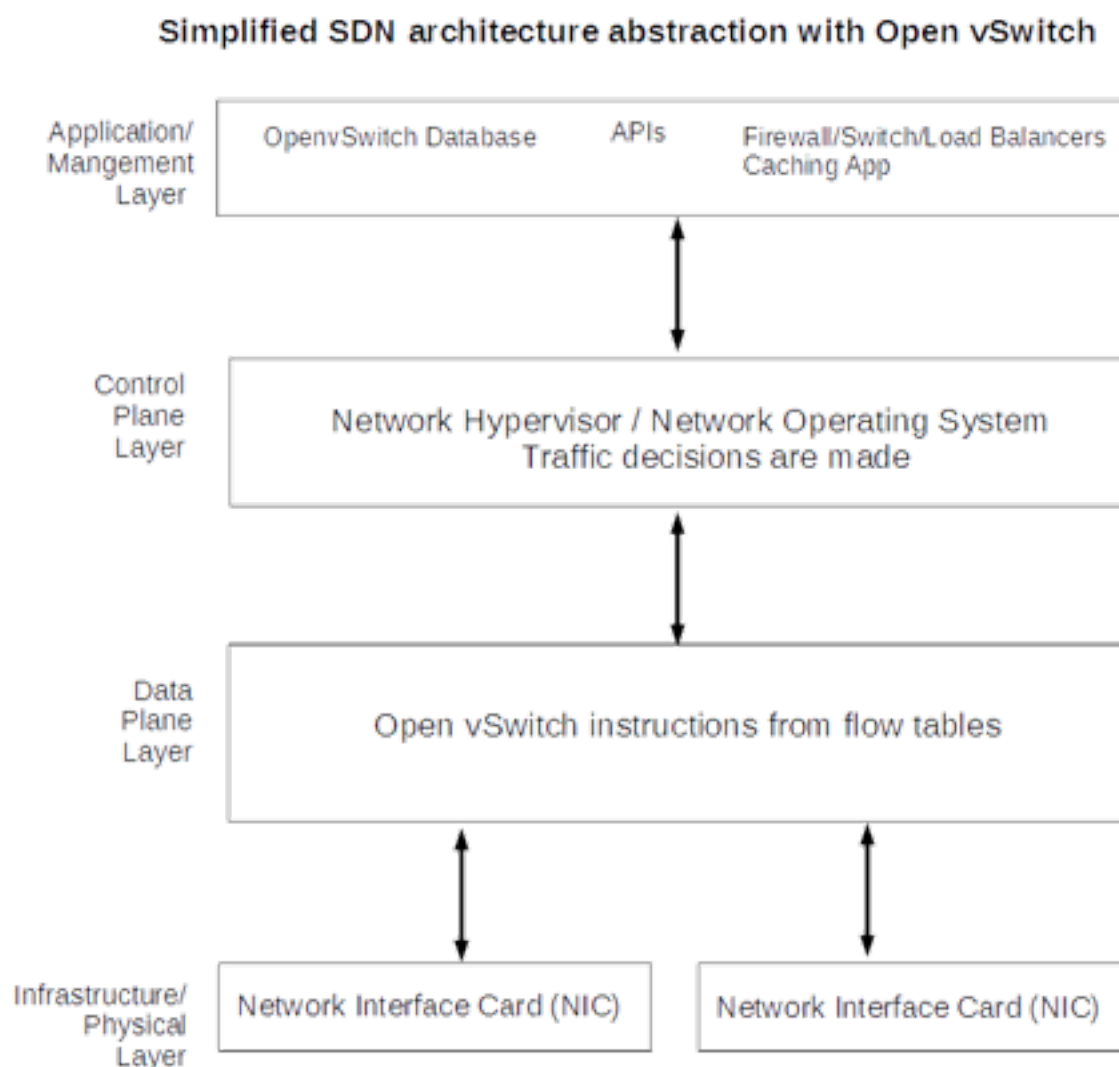 Simplified SDN architecture abstraction with Open vSwitch
Application/
Mangement
Layer
OpenvSwitch Database
APIs
Firewall/Switch/Load Balancers
Caching App
Control
Plane
Layer
Network Hypervisor / Network Operating System
Traffic decisions are made
Data
Plane
Layer
Open vSwitch instructions from flow tables
Infrastructure/
Physical
Layer
Network Interface Card (NIC)
Network Interface Card (NIC)